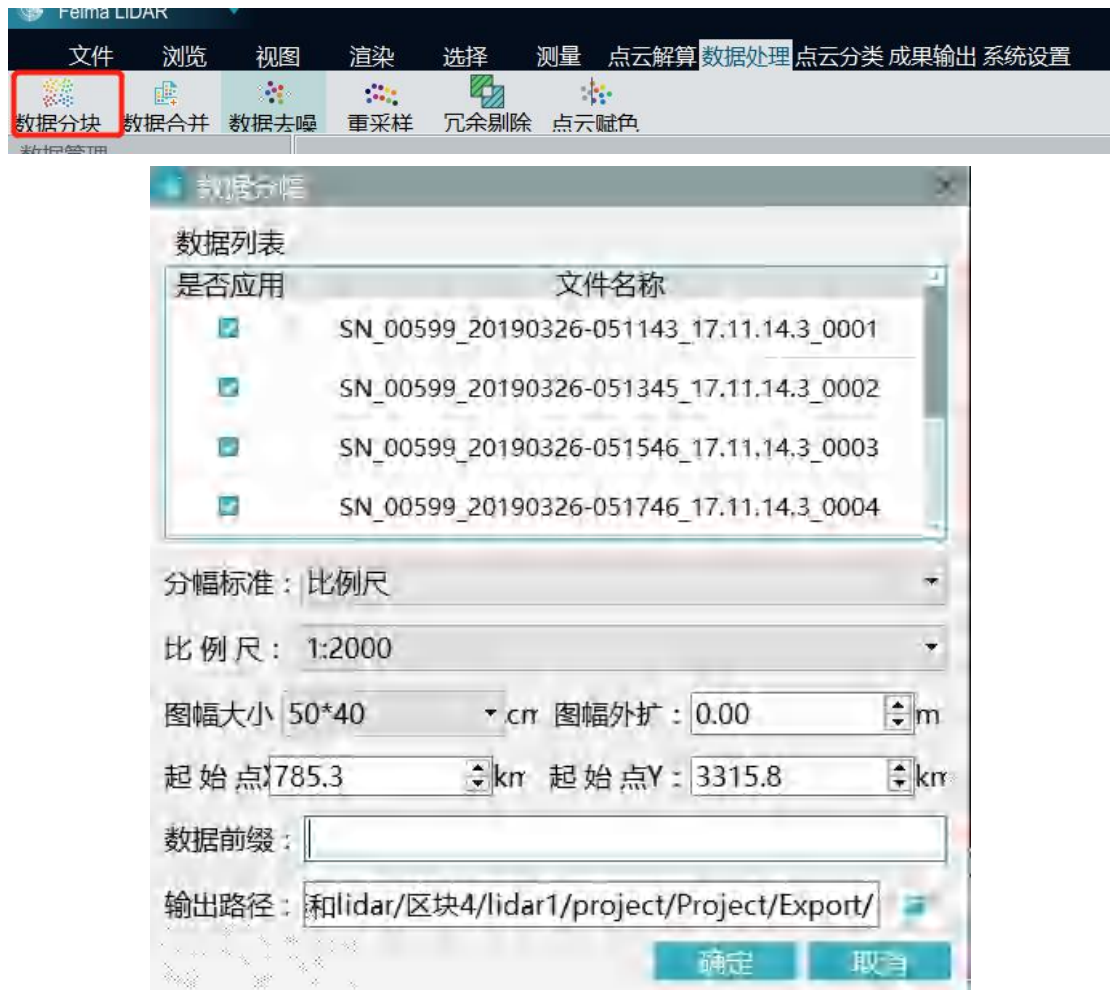 Feima LIDAR
文件 浏览 视图 渲染 选择 测量 点云解算 数据处理 点云分类 成果输出 系统设置
数据分块 数据合并 数据去噪 重采样 冗余剔除 点云赋色
数据管理
数据分幅
数据列表
是否应用 文件名称
SN_00599_20190326-051143_17.11.14.3_0001
SN_00599_20190326-051345_17.11.14.3_0002
SN_00599_20190326-051546_17.11.14.3_0003
SN_00599_20190326-051746_17.11.14.3_0004
分幅标准: 比例尺
比例尺: 1:2000
图幅大小 50*40 cm 图幅外扩: 0.00 m
起始点X 785.3 km 起始点Y: 3315.8 km
数据前缀:
输出路径: 和lidar/区块4/lidar1/project/Project/Export/
确定 取消